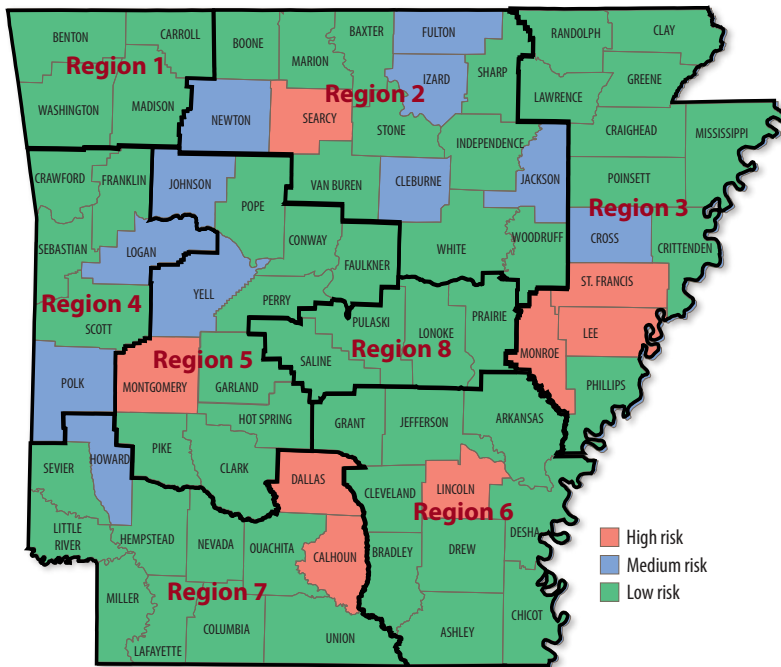 BENTON
CARROLL
BOONE
MARION
BAXTER
FULTON
IZARD
SHARP
RANDOLPH
CLAY
GREENE
LAWRENCE
Region 1
Region 2
WASHINGTON
MADISON
NEWTON
SEARCY
STONE
INDEPENDENCE
CRAIGHEAD
MISSISSIPPI
CRAWFORD
FRANKLIN
JOHNSON
POPE
VAN BUREN
CLEBURNE
JACKSON
POINSETT
Region 3
SEBASTIAN
LOGAN
CONWAY
FAULKNER
WHITE
WOODRUFF
CROSS
CRITTENDEN
YELL
PERRY
ST. FRANCIS
Region 4
SCOTT
PULASKI
LONOKE
PRAIRIE
LEE
SALINE
Region 8
MONROE
Region 5
POLK
MONTGOMERY
GARLAND
PHILLIPS
HOT SPRING
GRANT
JEFFERSON
ARKANSAS
SEVIER
HOWARD
PIKE
CLARK
DALLAS
CLEVELAND
LINCOLN
Region 6
DESHA
LITTLE
RIVER
HEMPSTEAD
NEVADA
OUACHITA
CALHOUN
BRADLEY
DREW
Region 7
MILLER
LAFAYETTE
COLUMBIA
UNION
ASHLEY
CHICOT
High risk
Medium risk
Low risk